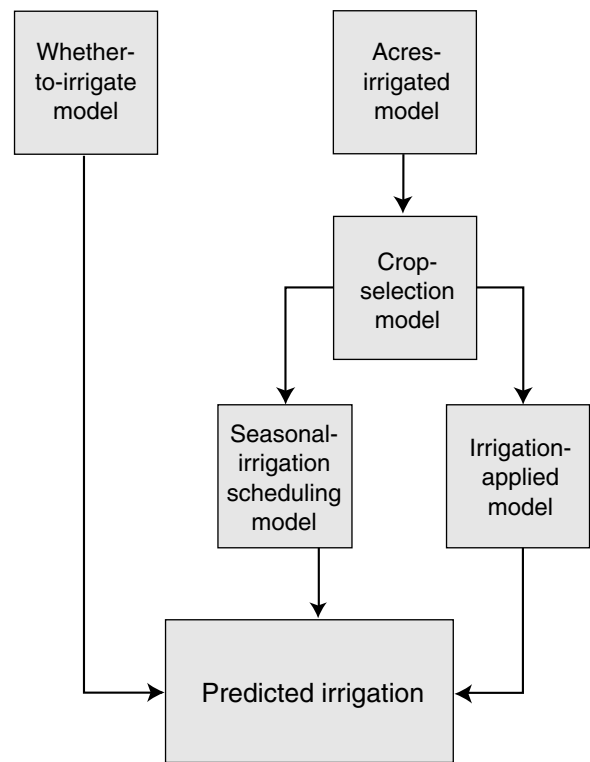 Whether-
to-irrigate
model
Acres-
irrigated
model
Crop-
selection
model
Seasonal-
irrigation
scheduling
model
Irrigation-
applied
model
Predicted irrigation